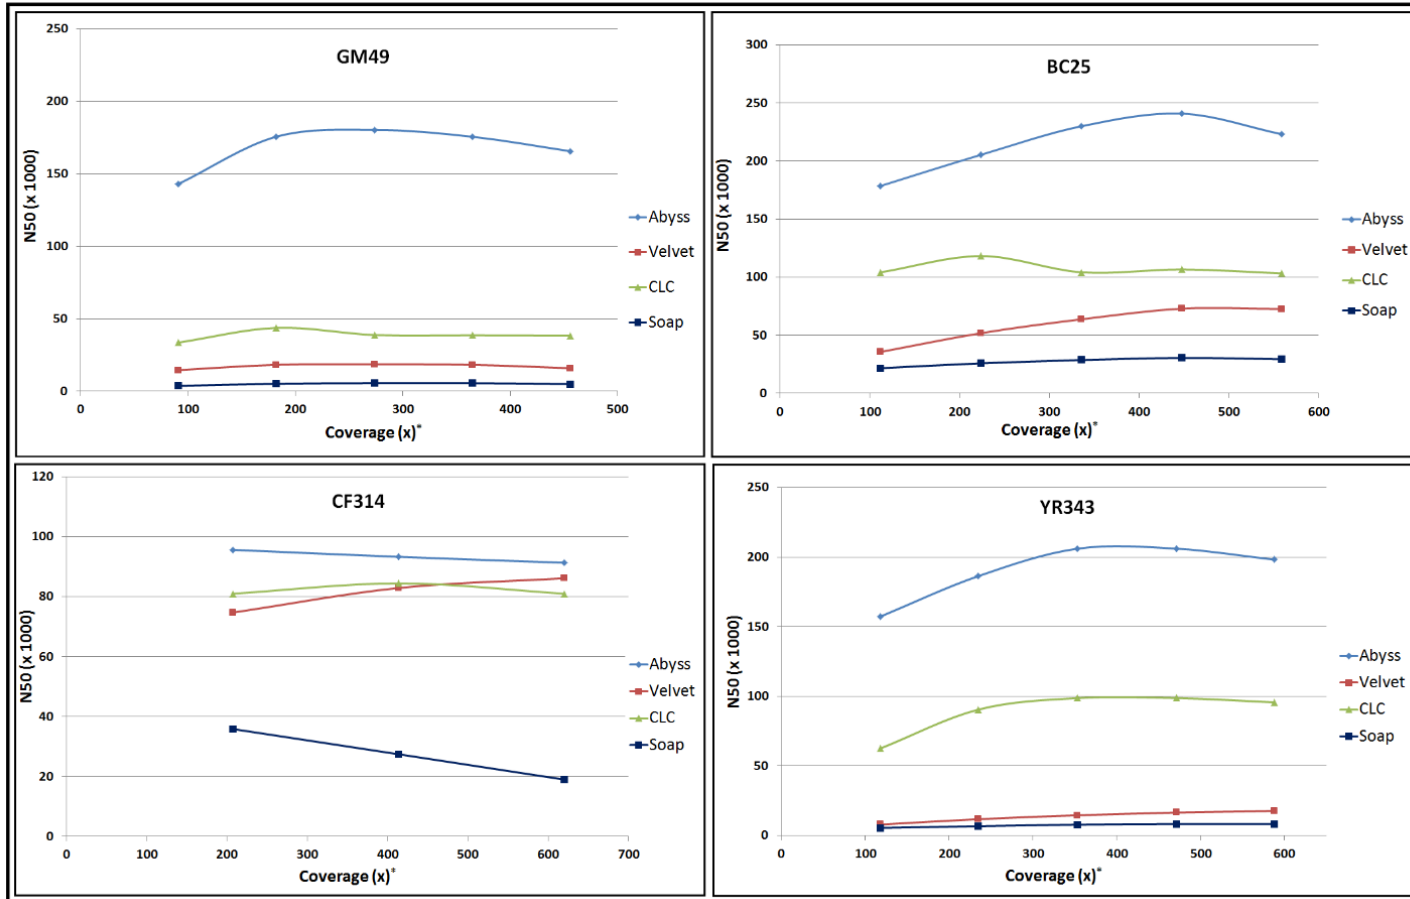 GM49
250
200
150
100
50
0
N50 (x 1000)
0 100 200 300 400 500
Coverage (x)*
Abyss
Velvet
CLC
Soap
BC25
300
250
200
150
100
50
0
N50 (x 1000)
0 100 200 300 400 500 600
Coverage (x)*
Abyss
Velvet
CLC
Soap
CF314
120
100
80
60
40
20
0
N50 (x 1000)
0 100 200 300 400 500 600 700
Coverage (x)*
Abyss
Velvet
CLC
Soap
YR343
250
200
150
100
50
0
N50 (x 1000)
0 100 200 300 400 500 600
Coverage (x)*
Abyss
Velvet
CLC
Soap